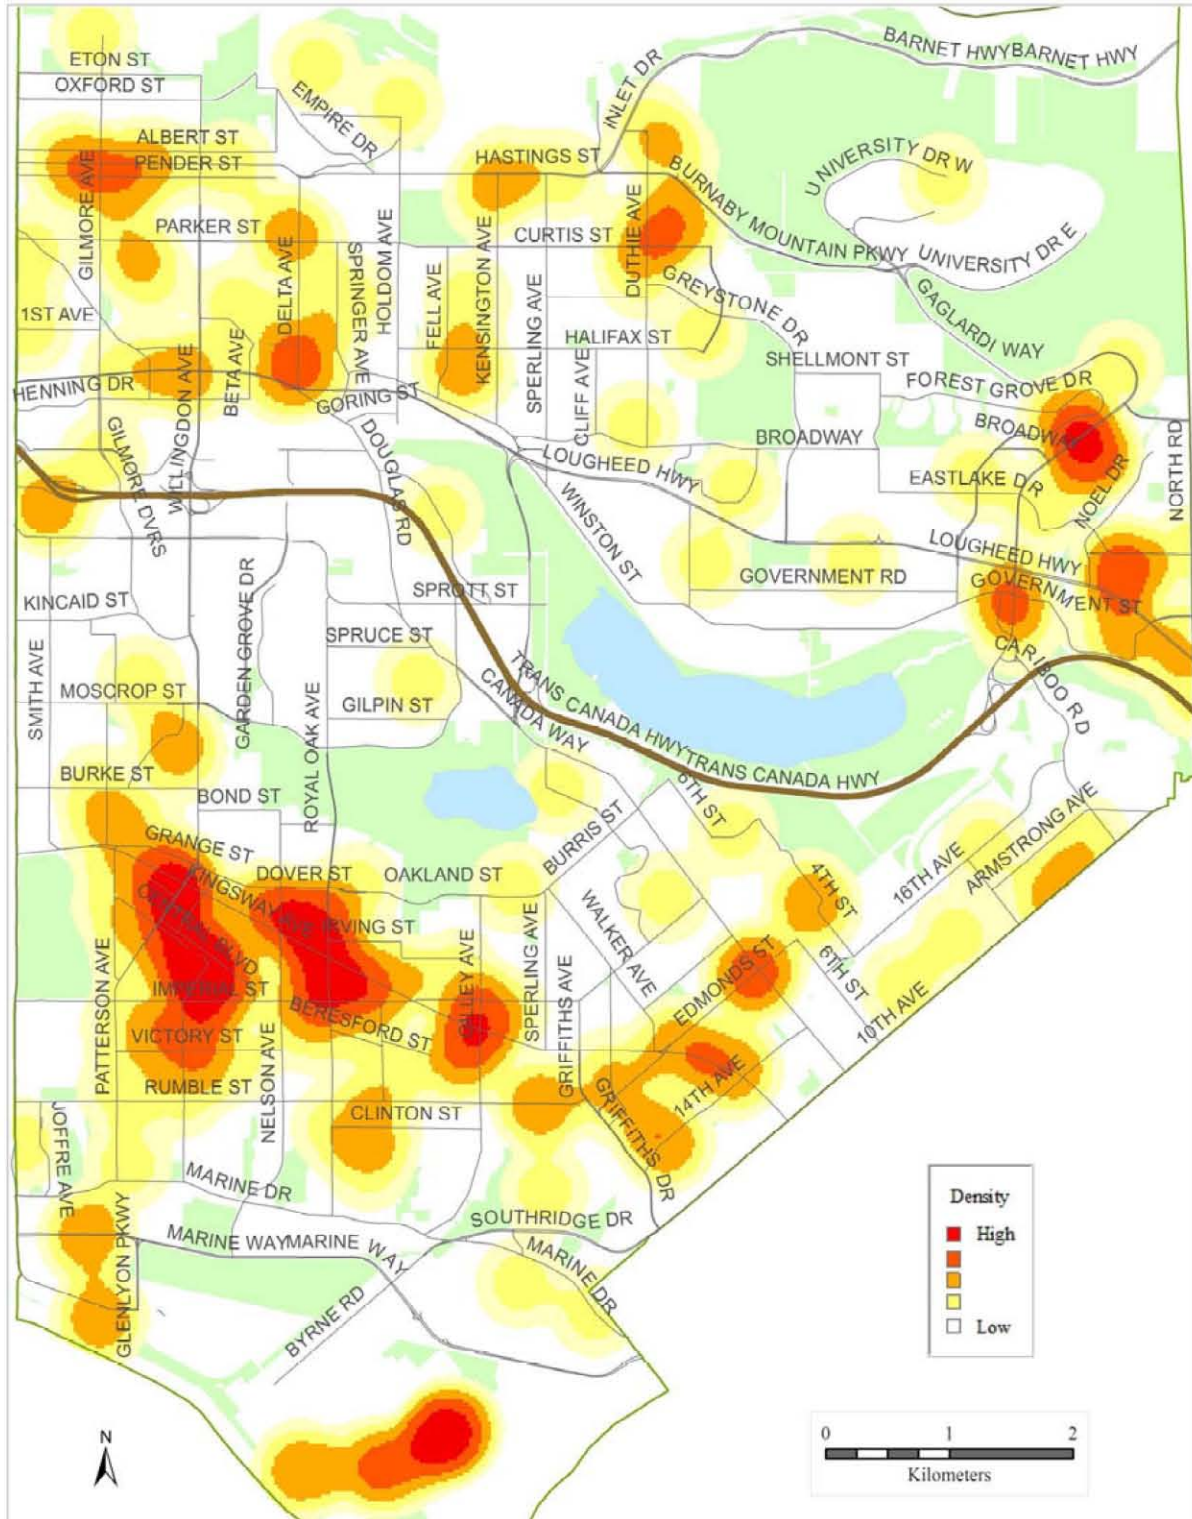 BARNET HWYBARNET HWY
ETON ST
OXFORD ST
INLET DR
EMPIRE DR
ALBERT ST
PENDER ST
HASTINGS ST
UNIVERSITY DR W
BURNABY MOUNTAIN PKWY
GILMORE AVE
PARKER ST
CURTIS ST
DUTHIE AVE
UNIVERSITY DR E
DELTA AVE
SPRINGER AVE
HOLDOM AVE
FELL AVE
KENSINGTON AVE
SPERLING AVE
GREYSTONE DR
GAGLARDI WAY
1ST AVE
HALIFAX ST
SHELLMONT ST
HENNING DR
WILLINGDON AVE
BETA AVE
GORING ST
CLIFF AVE
FOREST GROVE DR
BROADWAY
BROADWAY
NORTH RD
GILMORE DVRS
DOUGLAS RD
LOUGHEED HWY
EASTLAKE DR
NOEL DR
WINSTON ST
LOUGHEED HWY
GOVERNMENT RD
GOVERNMENT ST
KINCAID ST
GARDEN GROVE DR
SPROTT ST
SPRUCE ST
SMITH AVE
MOSCROP ST
ROYAL OAK AVE
GILPIN ST
CARIBOO RD
TRANS CANADA HWYTRANS CANADA HWY
CANADA WAY
BURKE ST
BOND ST
6TH ST
BURRIS ST
GRANGE ST
DOVER ST
OAKLAND ST
4TH ST
16TH AVE
ARMSTRONG AVE
KINGSWAY AVE
CENTRAL BLVD
IRVING ST
WALKER AVE
PATTERSON AVE
IMPERIAL ST
GILLEY AVE
SPERLING AVE
GRIFFITHS AVE
EDMONDS ST
6TH ST
10TH AVE
VICTORY ST
BERESFORD ST
RUMBLE ST
NELSON AVE
CLINTON ST
GRIFFITHS DR
14TH AVE
JOFFRE AVE
MARINE DR
GLENLYON PKWY
MARINE WAYMARINE WAY
SOUTHRIDGE DR
MARINE DR
BYRNE RD
Density
High
Low
N
0 1 2
Kilometers